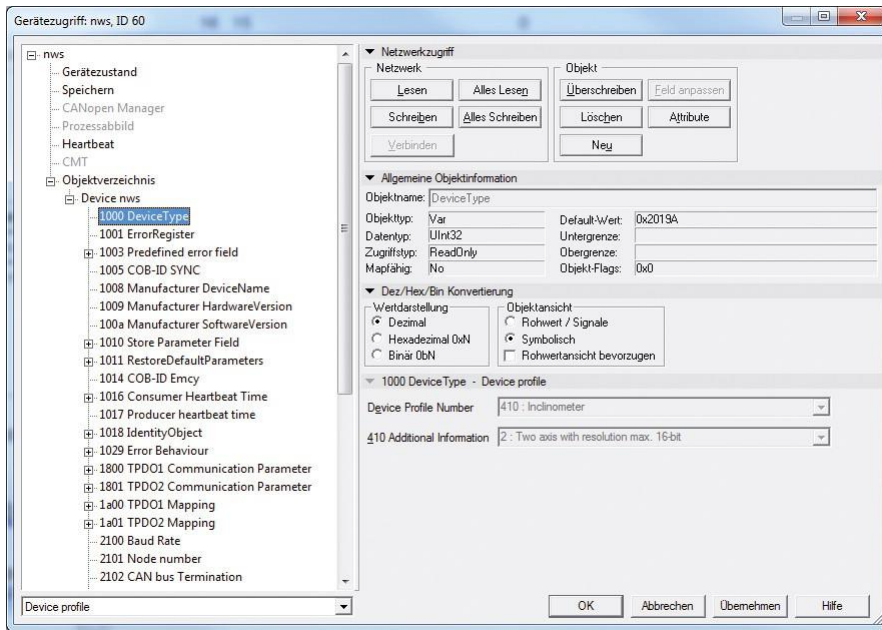 Gerätezugriff: nws, ID 60
nws
Gerätezustand
Speichern
CANopen Manager
Prozessabbild
Heartbeat
CMT
Objektverzeichnis
Device nws
1000 DeviceType
1001 ErrorRegister
1003 Predefined error field
1005 COB-ID SYNC
1008 Manufacturer DeviceName
1009 Manufacturer HardwareVersion
100a Manufacturer SoftwareVersion
1010 Store Parameter Field
1011 RestoreDefaultParameters
1014 COB-ID Emcy
1016 Consumer Heartbeat Time
1017 Producer heartbeat time
1018 IdentityObject
1029 Error Behaviour
1800 TPDO1 Communication Parameter
1801 TPDO2 Communication Parameter
1a00 TPDO1 Mapping
1a01 TPDO2 Mapping
2100 Baud Rate
2101 Node number
2102 CAN bus Termination
Device profile
Netzwerkzugriff
Netzwerk
Lesen
Alles Lesen
Schreiben
Alles Schreiben
Verbinden
Objekt
Überschreiben
Feld anpassen
Löschen
Attribute
Neu
Allgemeine Objektinformation
Objektname: DeviceType
Objekttyp: Var
Default-Wert: 0x2019A
Datentyp: UInt32
Untergrenze:
Zugriffstyp: ReadOnly
Obergrenze:
Mapfähig: No
Objekt-Flags: 0x0
Dez/Hex/Bin Konvertierung
Wertdarstellung
Dezimal
Hexadezimal 0xN
Binär 0bN
Objektansicht
Rohwert / Signale
Symbolisch
Rohwertansicht bevorzugen
1000 DeviceType - Device profile
Device Profile Number
410 : Inclinometer
410 Additional Information
2 : Two axis with resolution max. 16-bit
OK
Abbrechen
Übernehmen
Hilfe